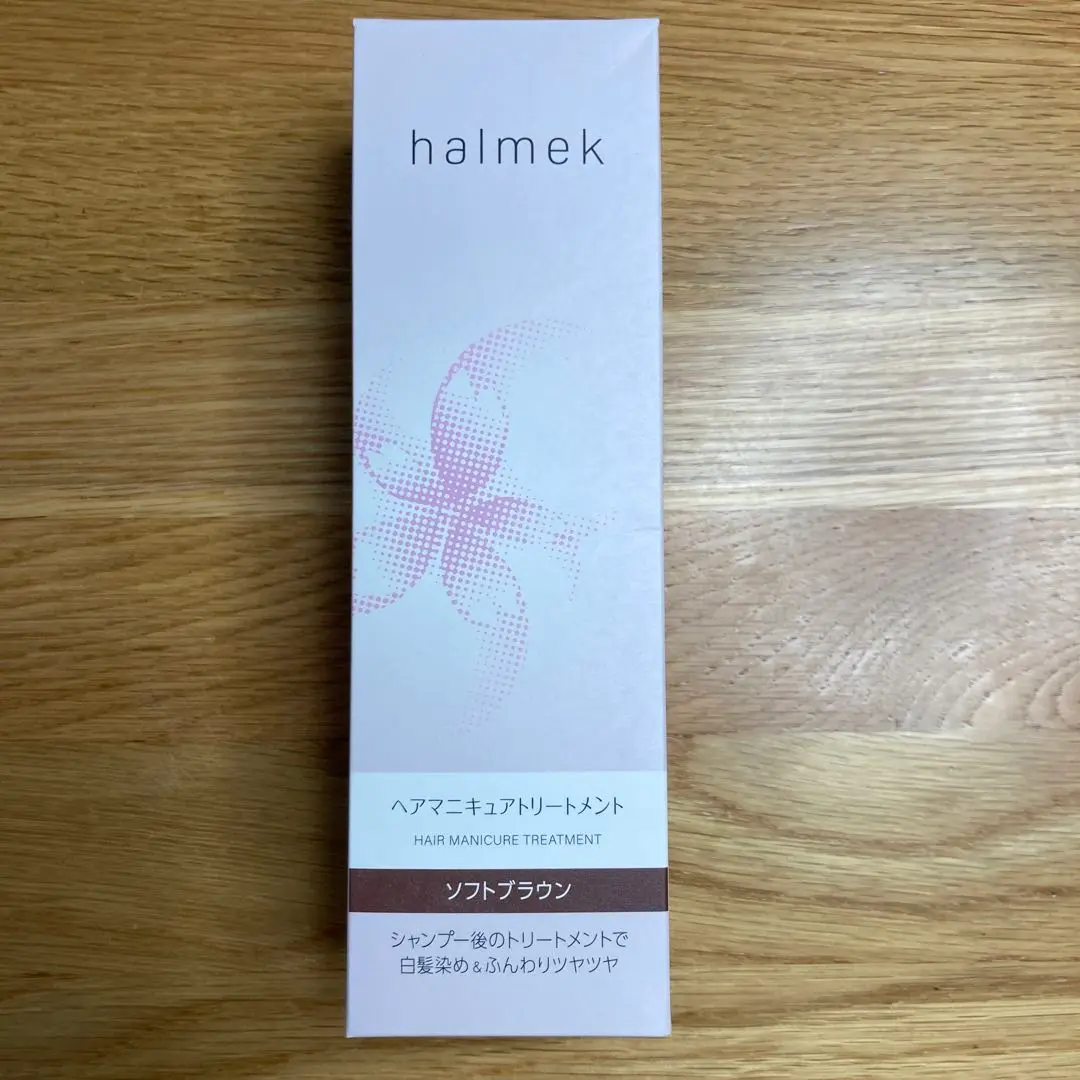 halmek
ヘアマニキュアトリートメント
HAIR MANICURE TREATMENT
ソフトブラウン
シャンプー後のトリートメントで
白髪染め&ふんわりツヤツヤ